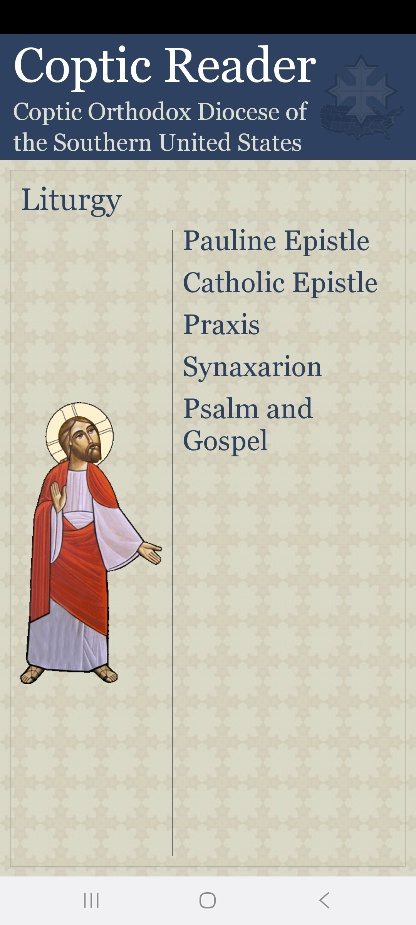 Coptic Reader
Coptic Orthodox Diocese of
the Southern United States
Liturgy
Pauline Epistle
Catholic Epistle
Praxis
Synaxarion
Psalm and
Gospel